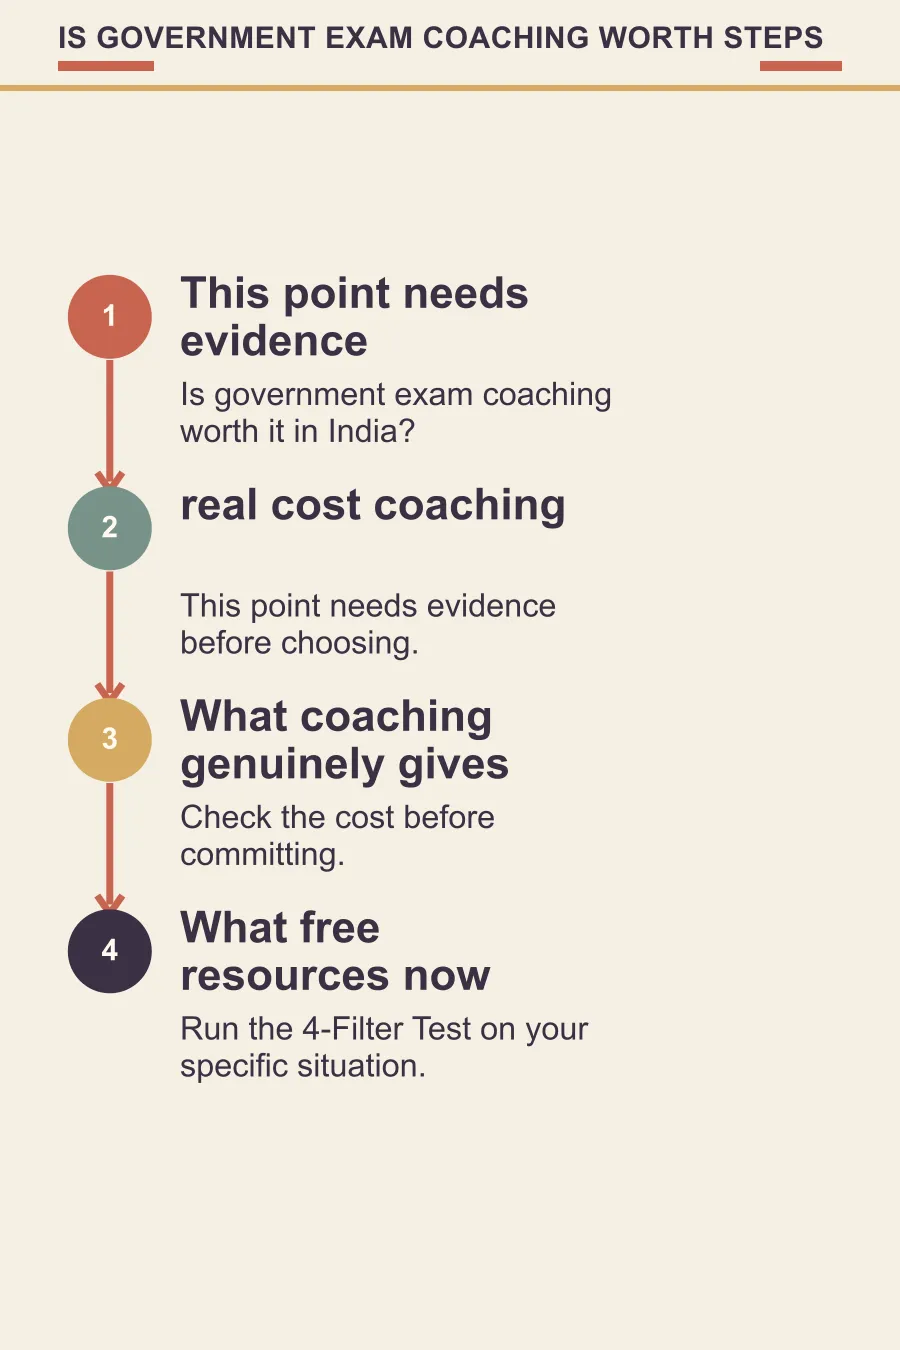 IS GOVERNMENT EXAM COACHING WORTH STEPS
1
This point needs
evidence
Is government exam coaching
worth it in India?
2
real cost coaching
This point needs evidence
before choosing.
3
What coaching
genuinely gives
Check the cost before
committing.
4
What free
resources now
Run the 4-Filter Test on your
specific situation.